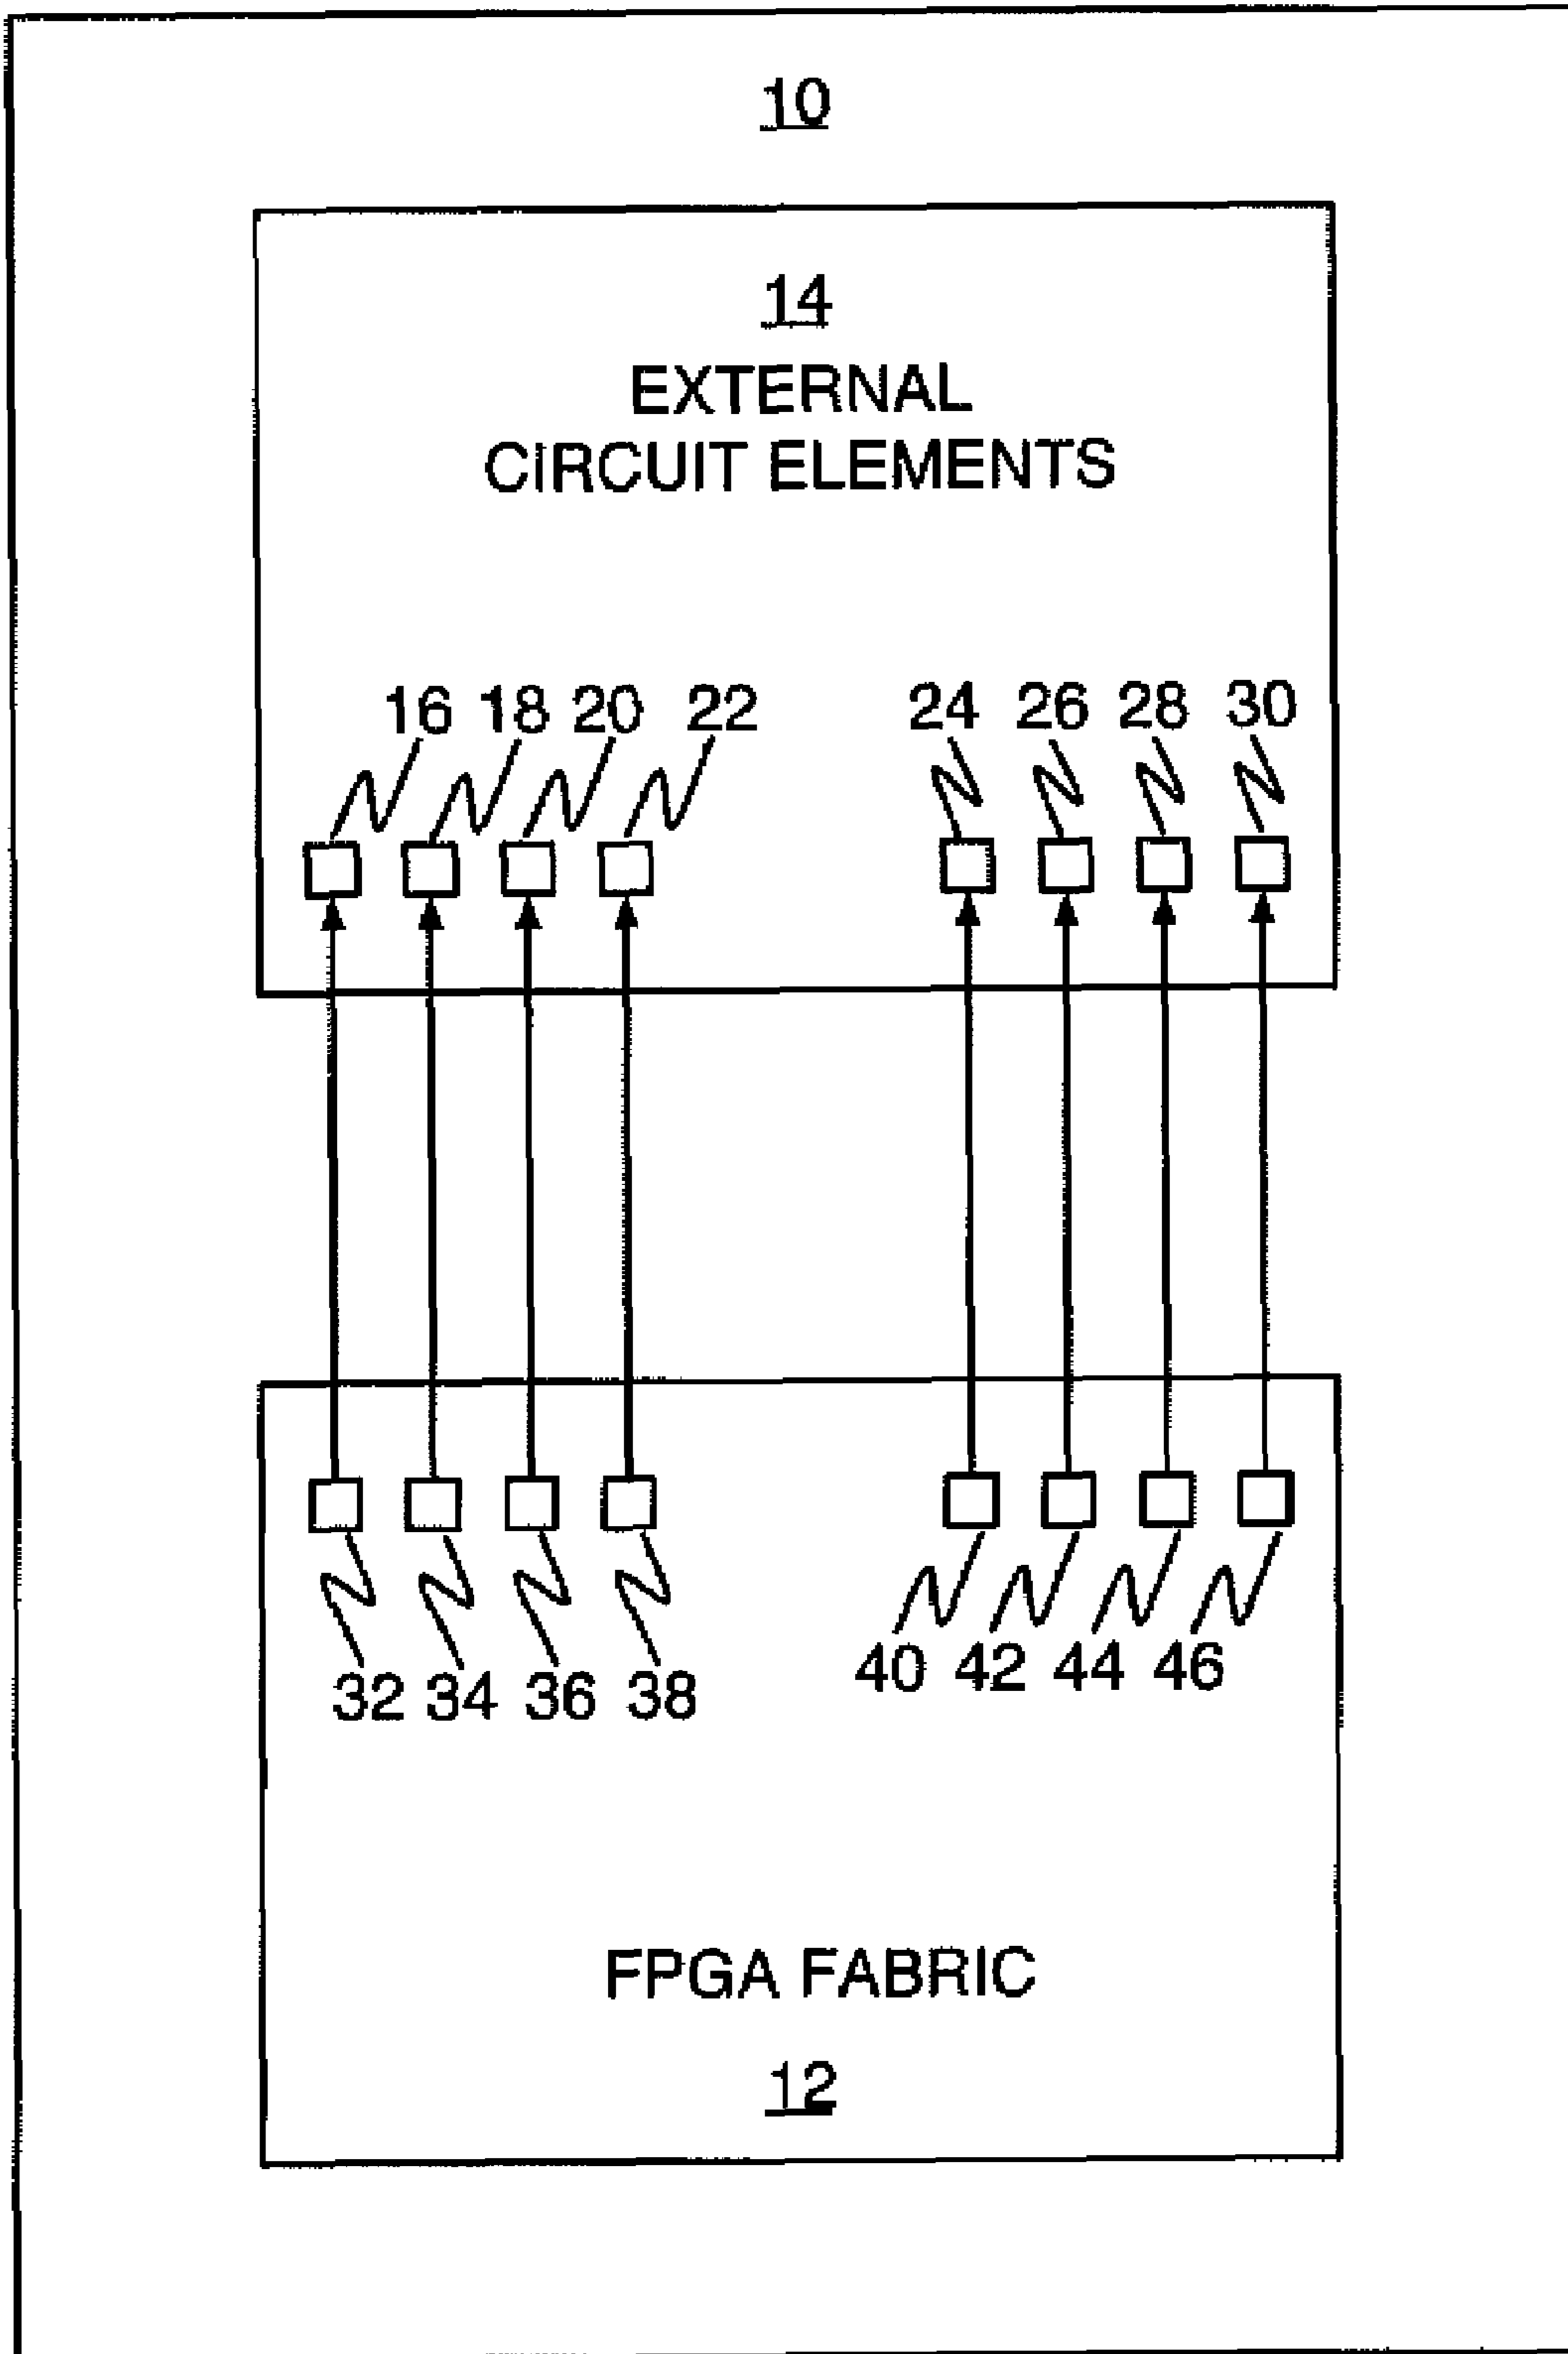 10
14
EXTERNAL
CIRCUIT ELEMENTS
16 18 20 22 24 26 28 30
32 34 36 38 40 42 44 46
FPGA FABRIC
12